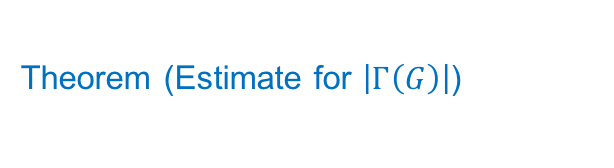 Theorem (Estimate for |Γ(G)|)